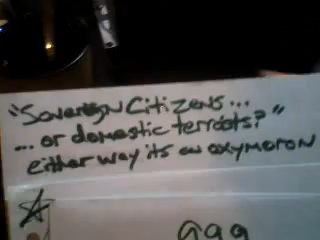 "Sovereign Citizens...
...or domestic terrorists?"
either way its an oxymoron